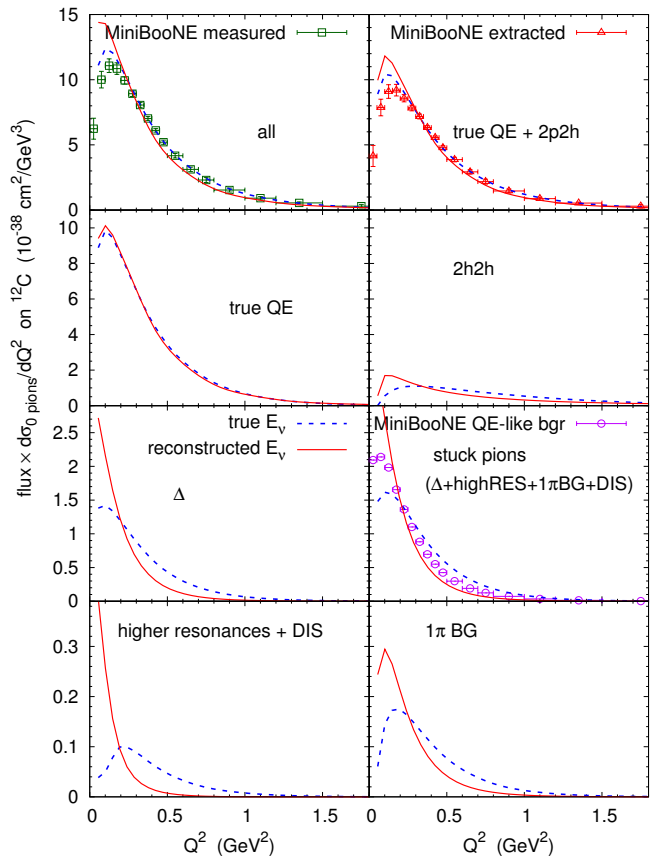 MiniBooNE measured
MiniBooNE extracted
all
true QE + 2p2h
15
10
5
0
true QE
2h2h
10
8
6
4
2
0
true E_ν
reconstructed E_ν
Δ
MiniBooNE QE-like bgr
stuck pions
(Δ+highRES+1πBG+DIS)
2.5
2
1.5
1
0.5
0
higher resonances + DIS
1π BG
0.3
0.2
0.1
0
0 0.5 1 1.5
0 0.5 1 1.5
Q² (GeV²)
Q² (GeV²)
flux × dσ_{0 pions}/dQ² on ¹²C (10⁻³⁸ cm²/GeV³)